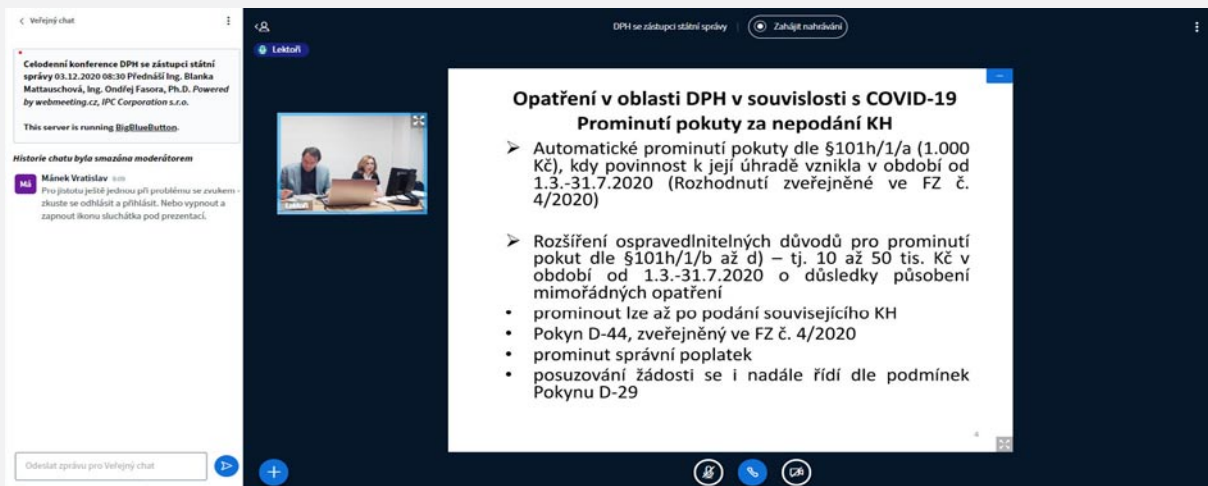 Veřejný chat
Celodenní konference DPH se zástupci státní
správy 03.12.2020 08:30 Přednáší Ing. Blanka
Mattauschová, Ing. Ondřej Fasora, Ph.D. Powered
by webmeeting.cz, IPC Corporation s.r.o.
This server is running BigBlueButton.
Historie chatu byla smazána moderátorem
Má
Mánek Vratislav
Pro jistotu ještě jednou při problému se zvukem -
zkuste se odhlásit a přihlásit. Nebo vypnout a
zapnout ikonu sluchátka pod prezentací.
Odeslat zprávu pro Veřejný chat
DPH se zástupci státní správy
Zahájit nahrávání
Lektoři
Lektoři
Opatření v oblasti DPH v souvislosti s COVID-19
Prominutí pokuty za nepodání KH
➢ Automatické prominutí pokuty dle §101h/1/a (1.000
Kč), kdy povinnost k její úhradě vznikla v období od
1.3.-31.7.2020 (Rozhodnutí zveřejněné ve FZ č.
4/2020)
➢ Rozšíření ospravedlnitelných důvodů pro prominutí
pokut dle §101h/1/b až d) – tj. 10 až 50 tis. Kč v
období od 1.3.-31.7.2020 o důsledky působení
mimořádných opatření
• prominout lze až po podání souvisejícího KH
• Pokyn D-44, zveřejněný ve FZ č. 4/2020
• prominut správní poplatek
• posuzování žádosti se i nadále řídí dle podmínek
Pokynu D-29